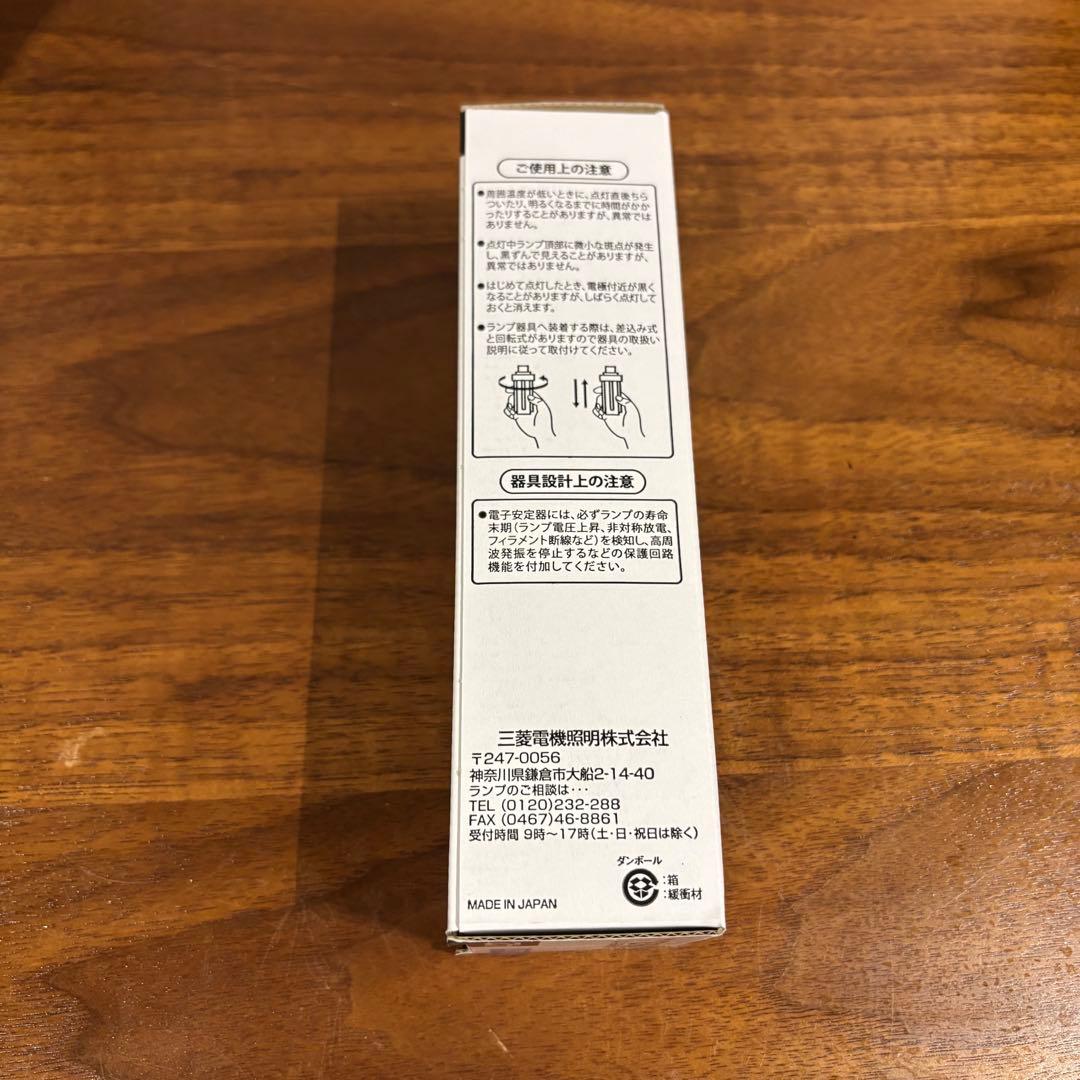 ご使用上の注意
●周囲温度が低いときに、点灯直後ちら
ついたり、明るくなるまでに時間がかか
ったりすることがありますが、異常では
ありません。
●点灯中ランプ頂部に微小な斑点が発生
し、黒ずんで見えることがありますが、
異常ではありません。
●はじめて点灯したとき、電極付近が黒く
なることがありますが、しばらく点灯して
おくと消えます。
●ランプ器具へ装着する際は、差込み式
と回転式がありますので器具の取扱い
説明に従って取付けてください。
器具設計上の注意
●電子安定器には、必ずランプの寿命
末期(ランプ電圧上昇、非対称放電、
フィラメント断線など)を検知し、高周
波発振を停止するなどの保護回路
機能を付加してください。
三菱電機照明株式会社
〒247-0056
神奈川県鎌倉市大船2-14-40
ランプのご相談は・・・
TEL (0120)232-288
FAX (0467)46-8861
受付時間 9時～17時(土・日・祝日は除く)
ダンボール
:箱
:緩衝材
MADE IN JAPAN